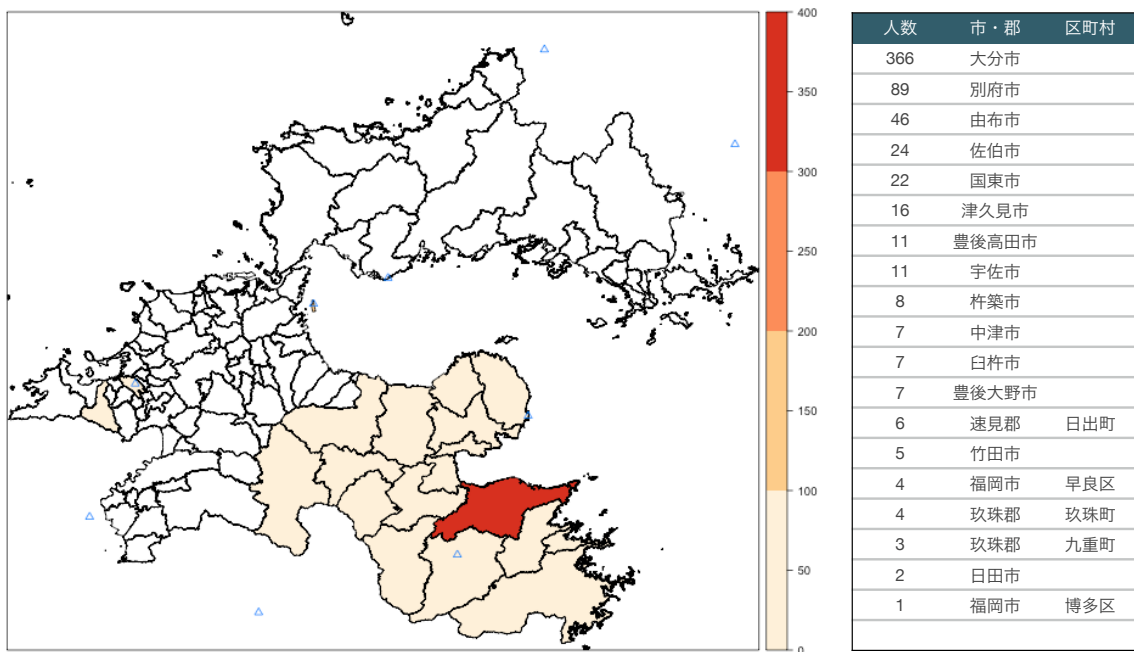 400
350
300
250
200
150
100
50
0
人数 市・郡 区町村
366 大分市
89 別府市
46 由布市
24 佐伯市
22 国東市
16 津久見市
11 豊後高田市
11 宇佐市
8 杵築市
7 中津市
7 臼杵市
7 豊後大野市
6 速見郡 日出町
5 竹田市
4 福岡市 早良区
4 玖珠郡 玖珠町
3 玖珠郡 九重町
2 日田市
1 福岡市 博多区